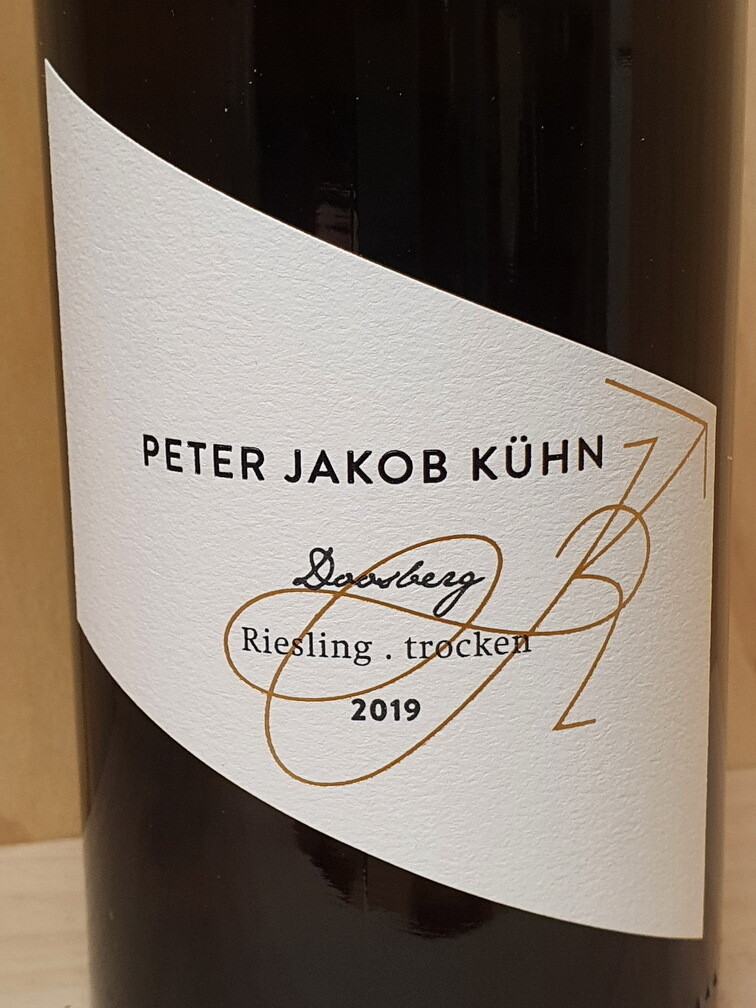 PETER JAKOB KÜHN
Doosberg
Riesling . trocken
2019